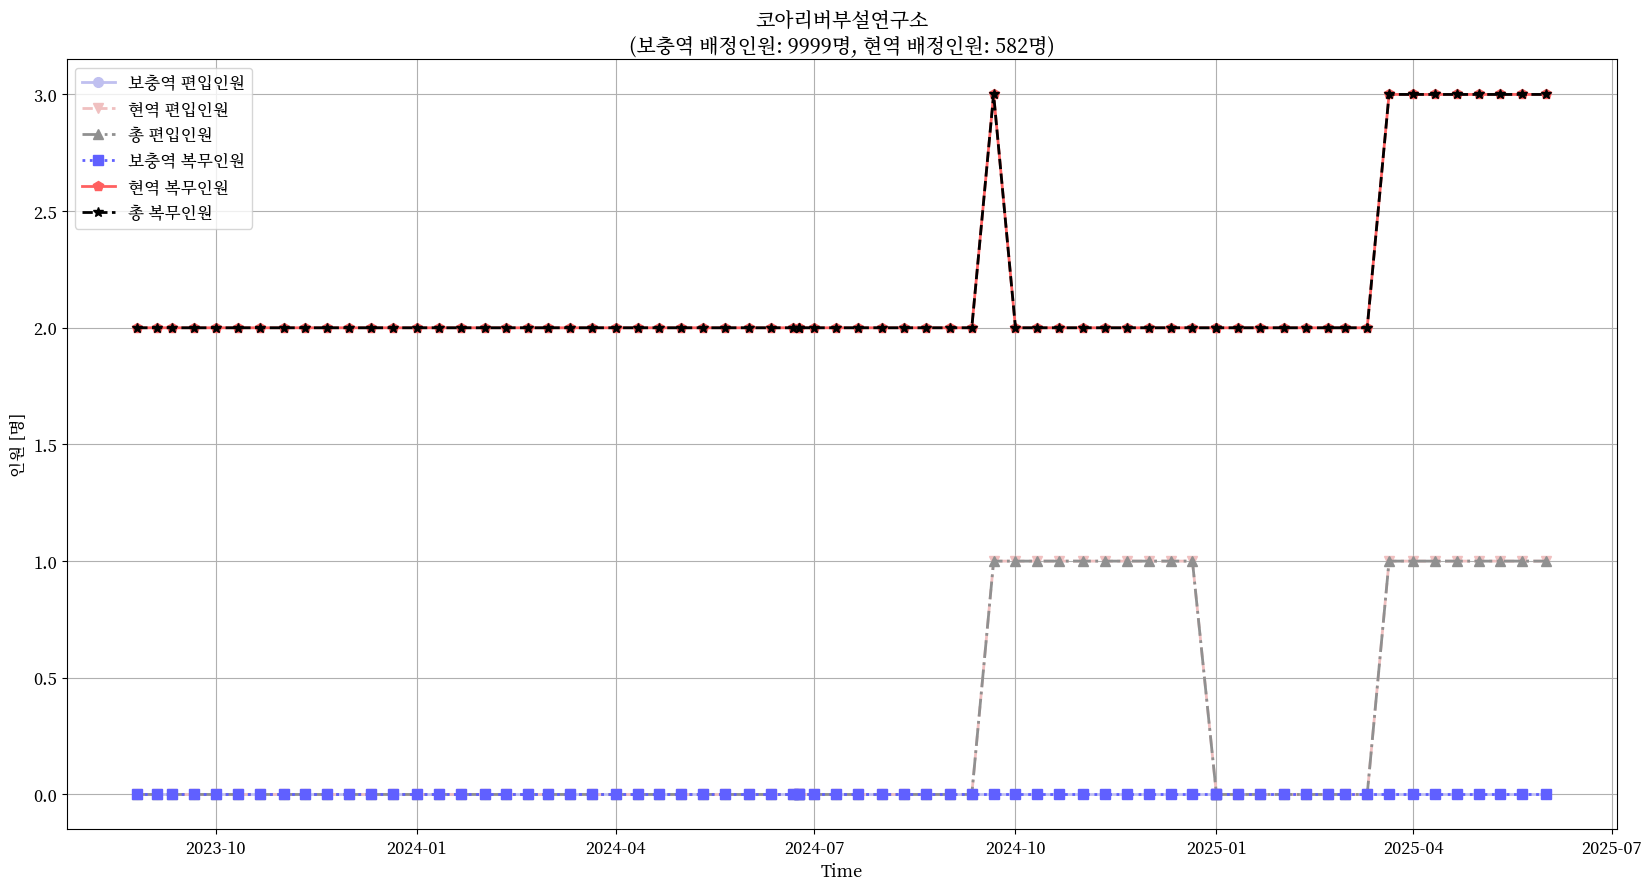 코아리버부설연구소
(보충역 배정인원: 9999명, 현역 배정인원: 582명)
보충역 편입인원
현역 편입인원
총 편입인원
보충역 복무인원
현역 복무인원
총 복무인원
3.0
2.5
2.0
1.5
1.0
0.5
0.0
인원 [명]
2023-10
2024-01
2024-04
2024-07
2024-10
2025-01
2025-04
2025-07
Time